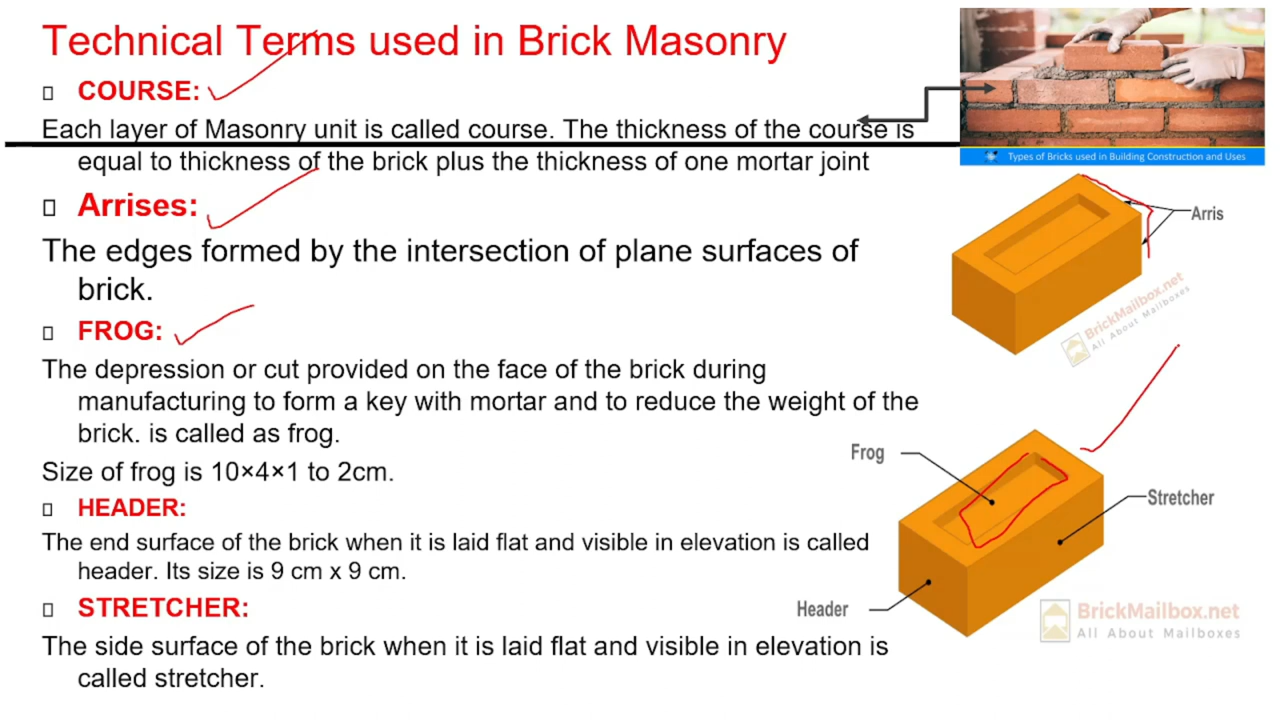 Technical Terms used in Brick Masonry
COURSE:
Each layer of Masonry unit is called course. The thickness of the course is
equal to thickness of the brick plus the thickness of one mortar joint
Types of Bricks used in Building Construction and Uses
Arrises:
The edges formed by the intersection of plane surfaces of
brick.
Arris
BrickMailbox.net
All About Mailboxes
FROG:
The depression or cut provided on the face of the brick during
manufacturing to form a key with mortar and to reduce the weight of the
brick. is called as frog.
Size of frog is 10×4×1 to 2cm.
HEADER:
The end surface of the brick when it is laid flat and visible in elevation is called
header. Its size is 9 cm x 9 cm.
STRETCHER:
The side surface of the brick when it is laid flat and visible in elevation is
called stretcher.
Frog
Stretcher
Header
BrickMailbox.net
All About Mailboxes